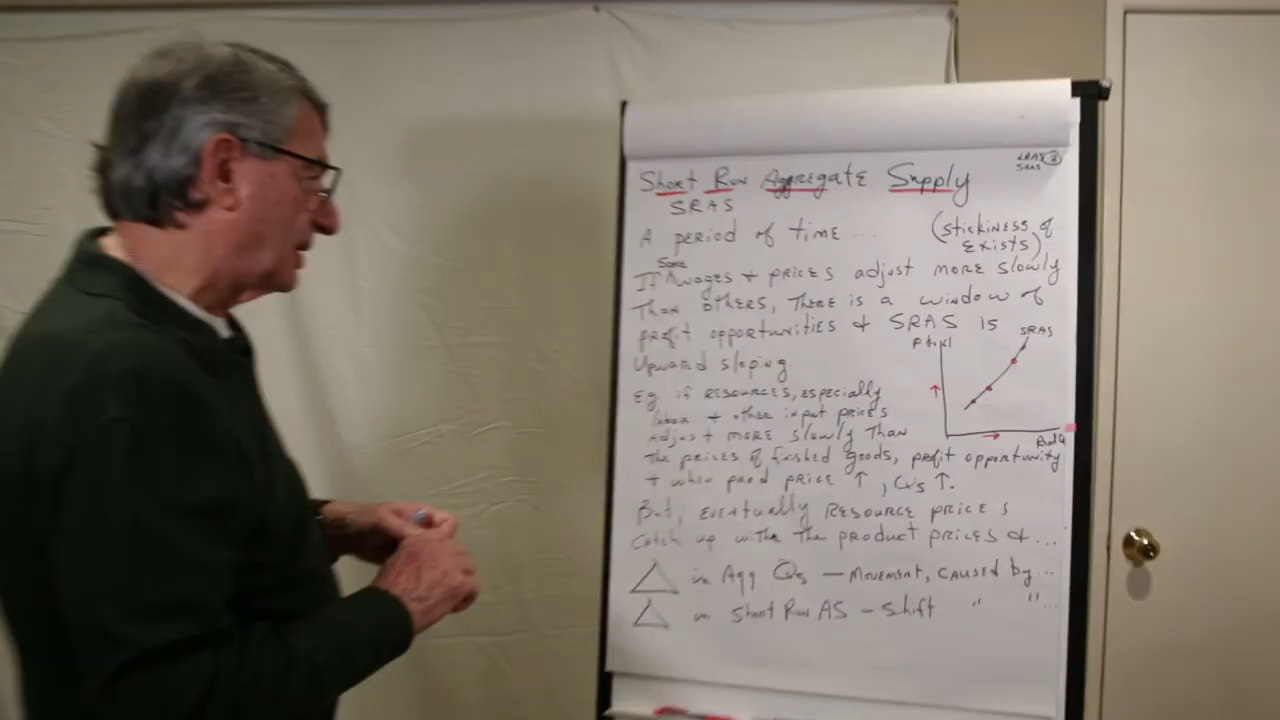 LRAS 2
SRAS
Short Run Aggregate Supply
SRAS
A period of time ... (stickiness of
exists)
Some
If ^ wages + prices adjust more slowly
Than others, There is a window of
profit opportunities + SRAS is
Upward sloping.
SRAS
E.g. if resources, especially
labor + other input prices
adjust more slowly Than
The prices of finished goods, profit opportunity
+ when prod price ↑, Qs ↑.
But, eventually resource prices
Catch up with the product prices + ...
△ in Agg Qs — Movement, caused by...
△ in Short Run AS — Shift " "...